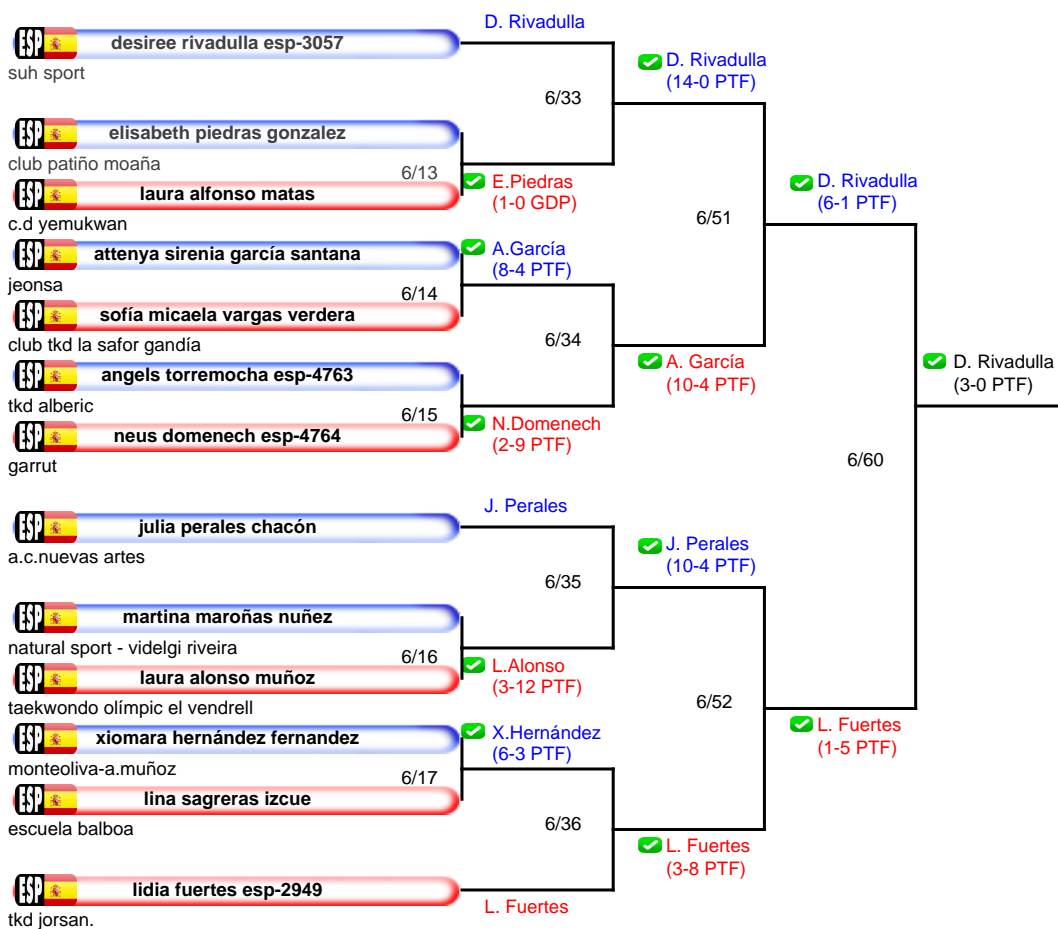 D. Rivadulla
ESP desiree rivadulla esp-3057
suh sport
6/33
D. Rivadulla
(14-0 PTF)
ESP elisabeth piedras gonzalez
club patiño moaña
6/13
ESP laura alfonso matas
c.d yemukwan
E.Piedras
(1-0 GDP)
D. Rivadulla
(6-1 PTF)
6/51
ESP attenya sirenia garcía santana
jeonsa
A.García
(8-4 PTF)
6/14
ESP sofía micaela vargas verdera
club tkd la safor gandía
6/34
A. García
(10-4 PTF)
ESP angels torremocha esp-4763
tkd alberic
6/15
ESP neus domenech esp-4764
garrut
N.Domenech
(2-9 PTF)
D. Rivadulla
(3-0 PTF)
6/60
J. Perales
ESP julia perales chacón
a.c.nuevas artes
6/35
J. Perales
(10-4 PTF)
ESP martina maroñas nuñez
natural sport - videlgi riveira
6/16
ESP laura alonso muñoz
taekwondo olímpic el vendrell
L.Alonso
(3-12 PTF)
6/52
L. Fuertes
(1-5 PTF)
ESP xiomara hernández fernandez
monteoliva-a.muñoz
X.Hernández
(6-3 PTF)
6/17
ESP lina sagreras izcue
escuela balboa
6/36
L. Fuertes
(3-8 PTF)
ESP lidia fuertes esp-2949
tkd jorsan.
L. Fuertes